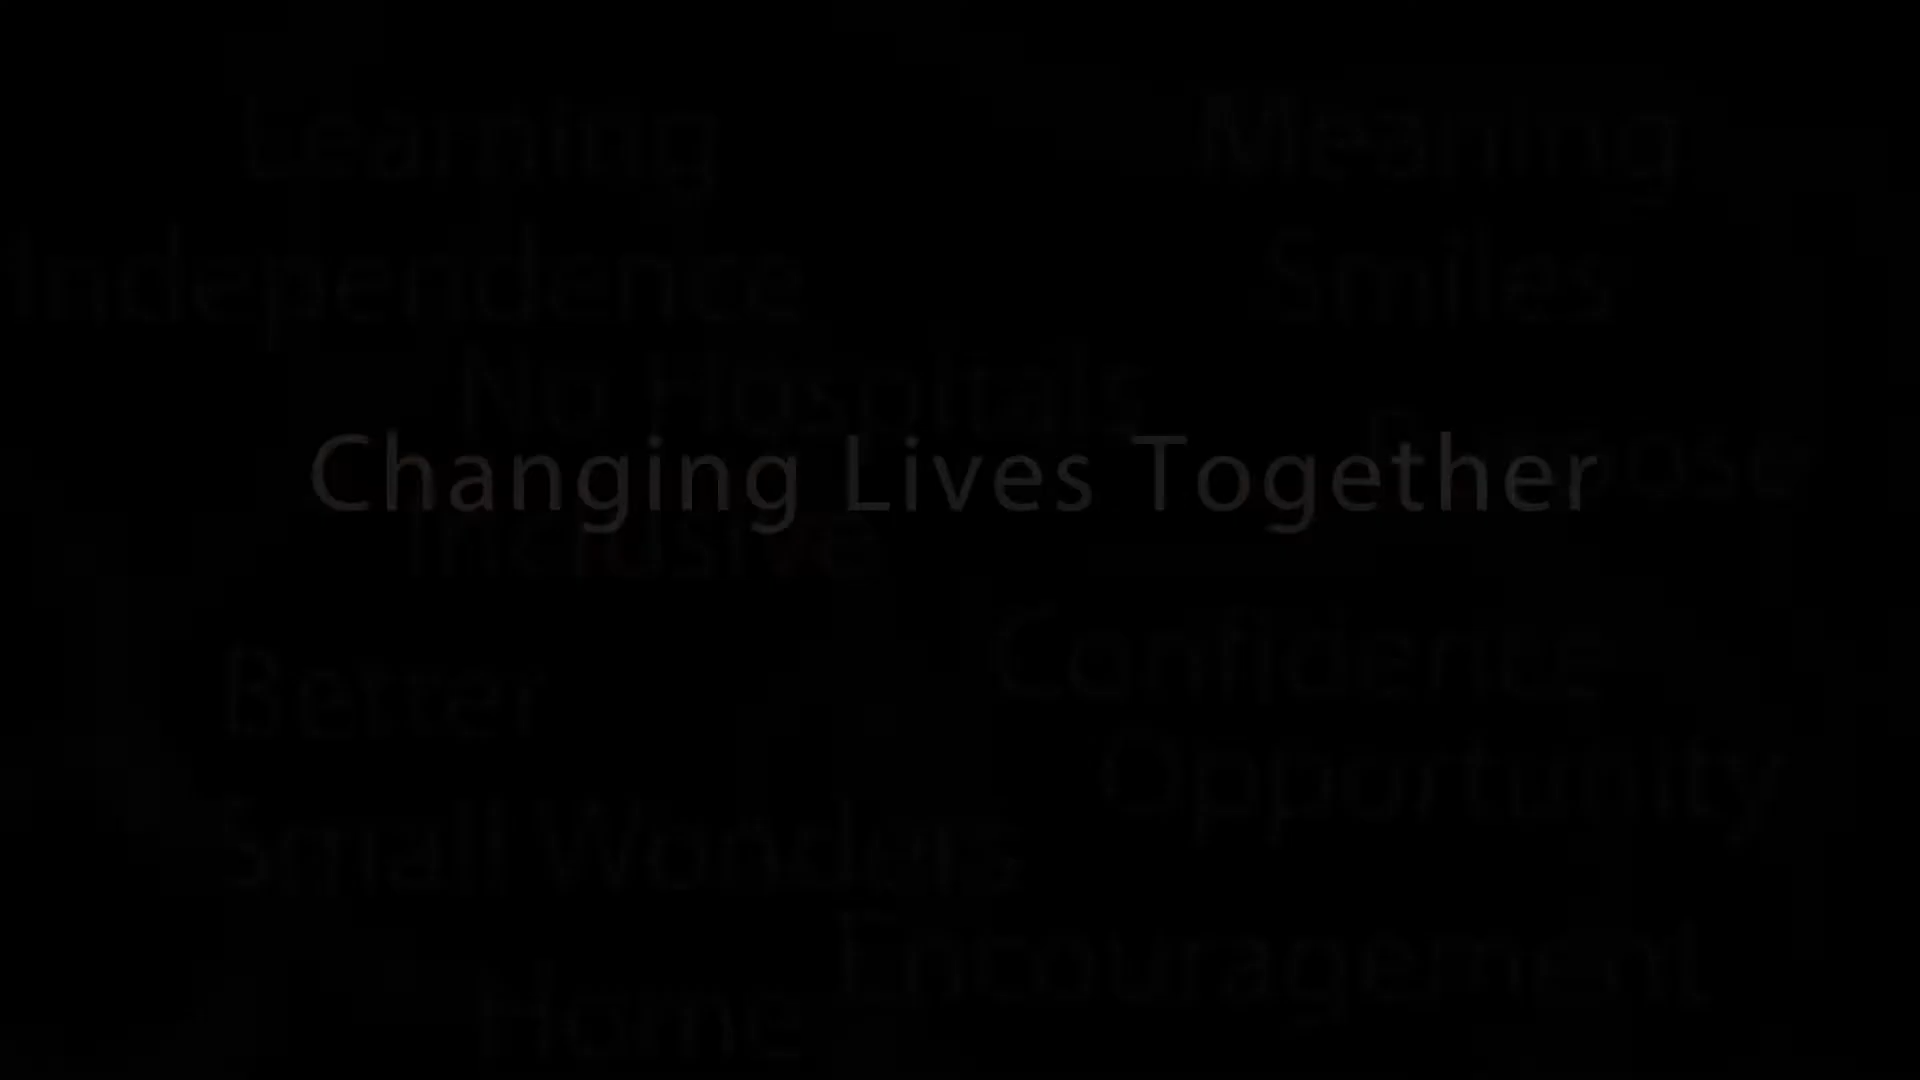 Learning
Meaning
Independence
Smiles
No Hospitals
Purpose
Changing Lives Together
Inclusive
Confidence
Better
Opportunity
Small Wonders
Encouragement
Home